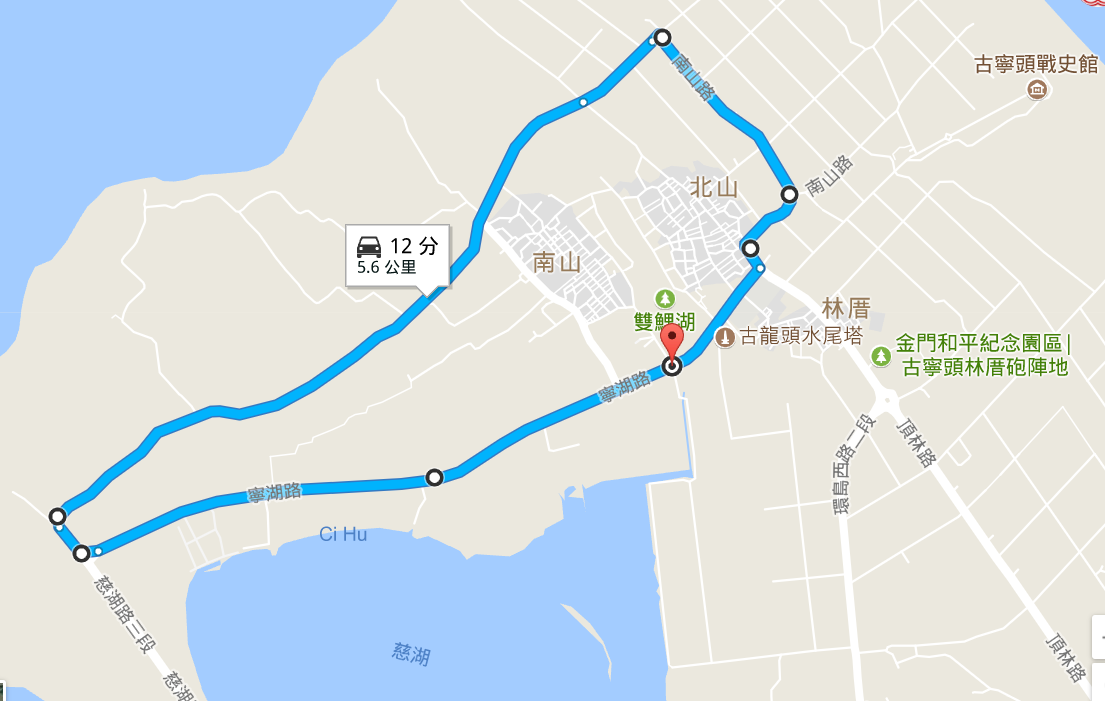 古寧頭戰史館
南山路
南山路
北山
12 分
5.6 公里
南山
雙鯉湖
林厝
古龍頭水尾塔
金門和平紀念園區|
古寧頭林厝砲陣地
寧湖路
頂林路
環島西路二段
寧湖路
Ci Hu
慈湖路三段
慈湖
慈湖
頂林路